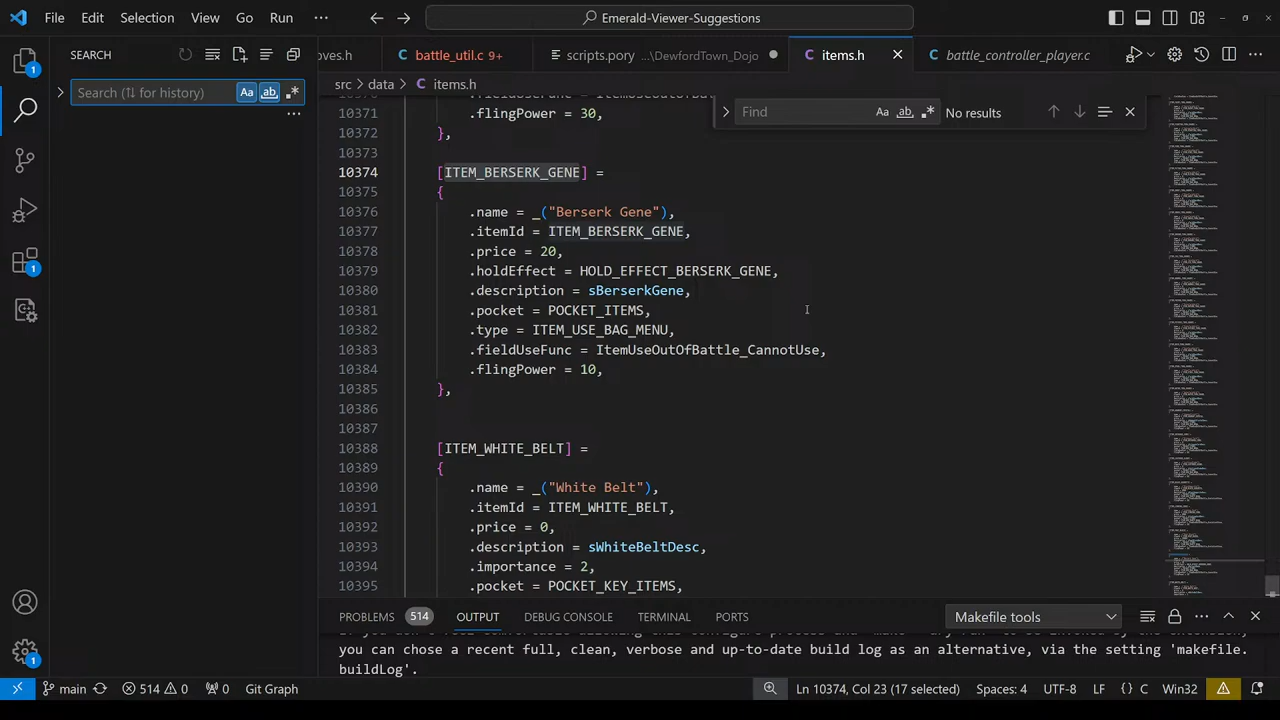 File Edit Selection View Go Run ··· Emerald-Viewer-Suggestions
SEARCH
oves.h battle_util.c 9+ scripts.pory ...\DewfordTown_Dojo items.h battle_controller_player.c
src > data > items.h
Search (⇅ for history) Aa ab
Find Aa ab No results
10371 .flingPower = 30,
10372 },
10373
10374 [ITEM_BERSERK_GENE] =
10375 {
10376 .name = _("Berserk Gene"),
10377 .itemId = ITEM_BERSERK_GENE,
10378 .price = 20,
10379 .holdEffect = HOLD_EFFECT_BERSERK_GENE,
10380 .description = sBerserkGene,
10381 .pocket = POCKET_ITEMS,
10382 .type = ITEM_USE_BAG_MENU,
10383 .fieldUseFunc = ItemUseOutOfBattle_CannotUse,
10384 .flingPower = 10,
10385 },
10386
10387
10388 [ITEM_WHITE_BELT] =
10389 {
10390 .name = _("White Belt"),
10391 .itemId = ITEM_WHITE_BELT,
10392 .price = 0,
10393 .description = sWhiteBeltDesc,
10394 .importance = 2,
10395 .pocket = POCKET_KEY_ITEMS,
PROBLEMS 514 OUTPUT DEBUG CONSOLE TERMINAL PORTS Makefile tools
you can chose a recent full, clean, verbose and up-to-date build log as an alternative, via the setting 'makefile.
buildLog'.
main 514 0 0 Git Graph Ln 10374, Col 23 (17 selected) Spaces: 4 UTF-8 LF {} C Win32